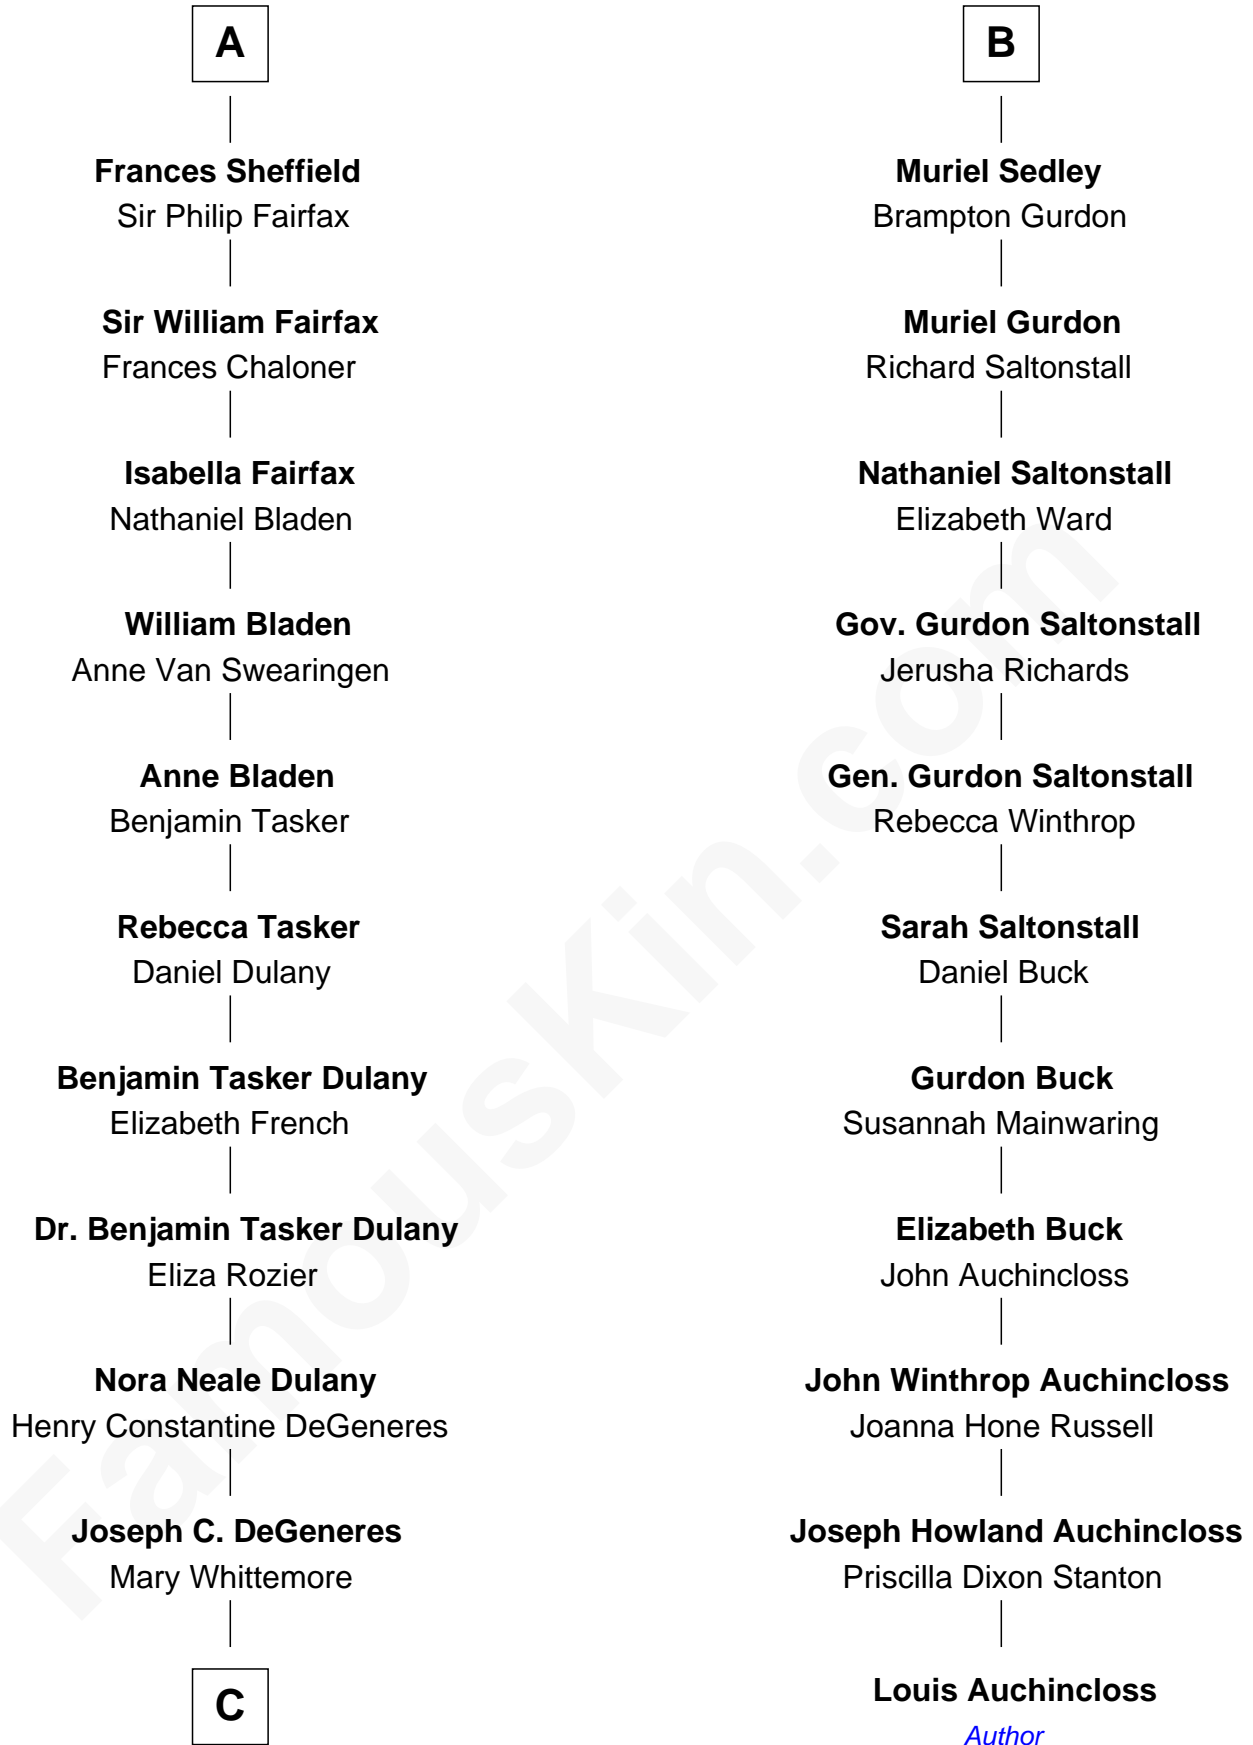 A
Frances Sheffield
Sir Philip Fairfax
Sir William Fairfax
Frances Chaloner
Isabella Fairfax
Nathaniel Bladen
William Bladen
Anne Van Swearingen
Anne Bladen
Benjamin Tasker
Rebecca Tasker
Daniel Dulany
Benjamin Tasker Dulany
Elizabeth French
Dr. Benjamin Tasker Dulany
Eliza Rozier
Nora Neale Dulany
Henry Constantine DeGeneres
Joseph C. DeGeneres
Mary Whittemore
C
B
Muriel Sedley
Brampton Gurdon
Muriel Gurdon
Richard Saltonstall
Nathaniel Saltonstall
Elizabeth Ward
Gov. Gurdon Saltonstall
Jerusha Richards
Gen. Gurdon Saltonstall
Rebecca Winthrop
Sarah Saltonstall
Daniel Buck
Gurdon Buck
Susannah Mainwaring
Elizabeth Buck
John Auchincloss
John Winthrop Auchincloss
Joanna Hone Russell
Joseph Howland Auchincloss
Priscilla Dixon Stanton
Louis Auchincloss
Author
FamousKin.com